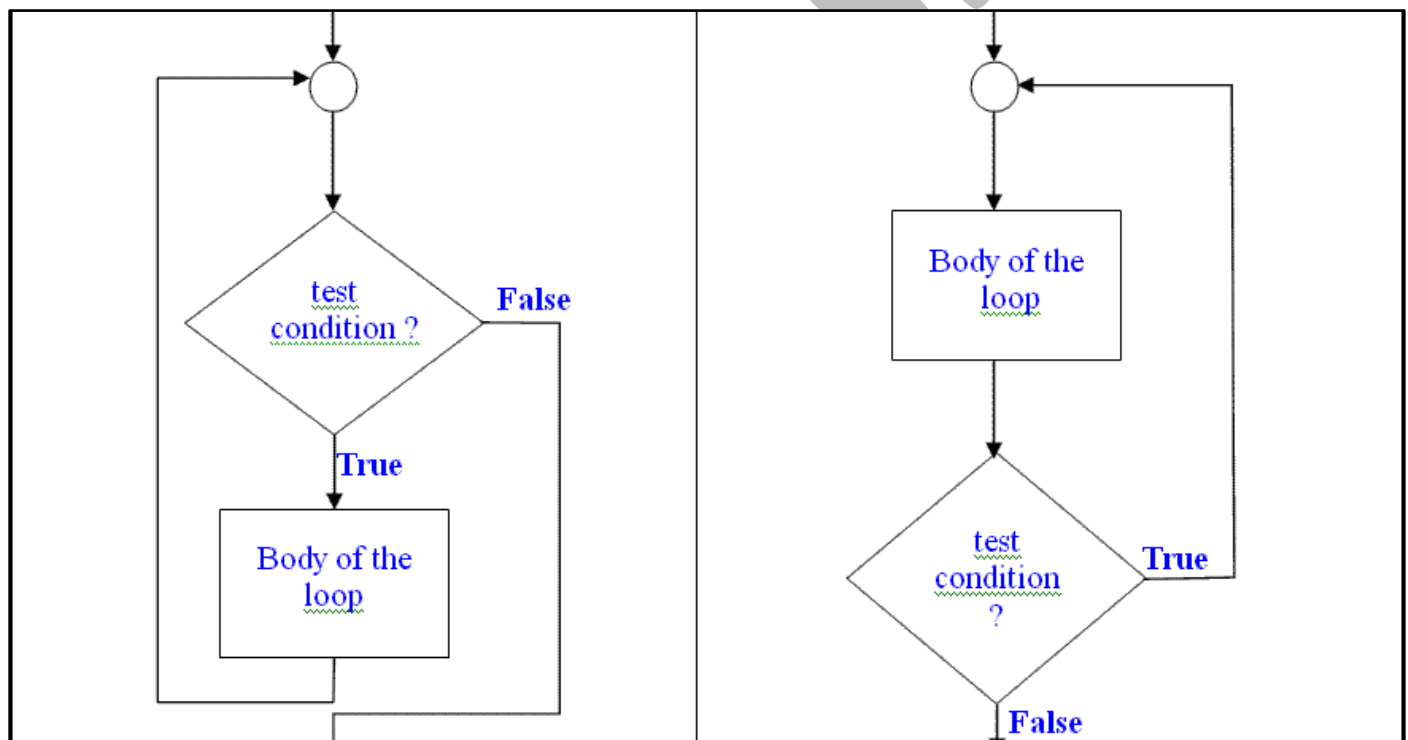 test
condition ?
False
True
Body of the
loop
Body of the
loop
test
condition
?
True
False